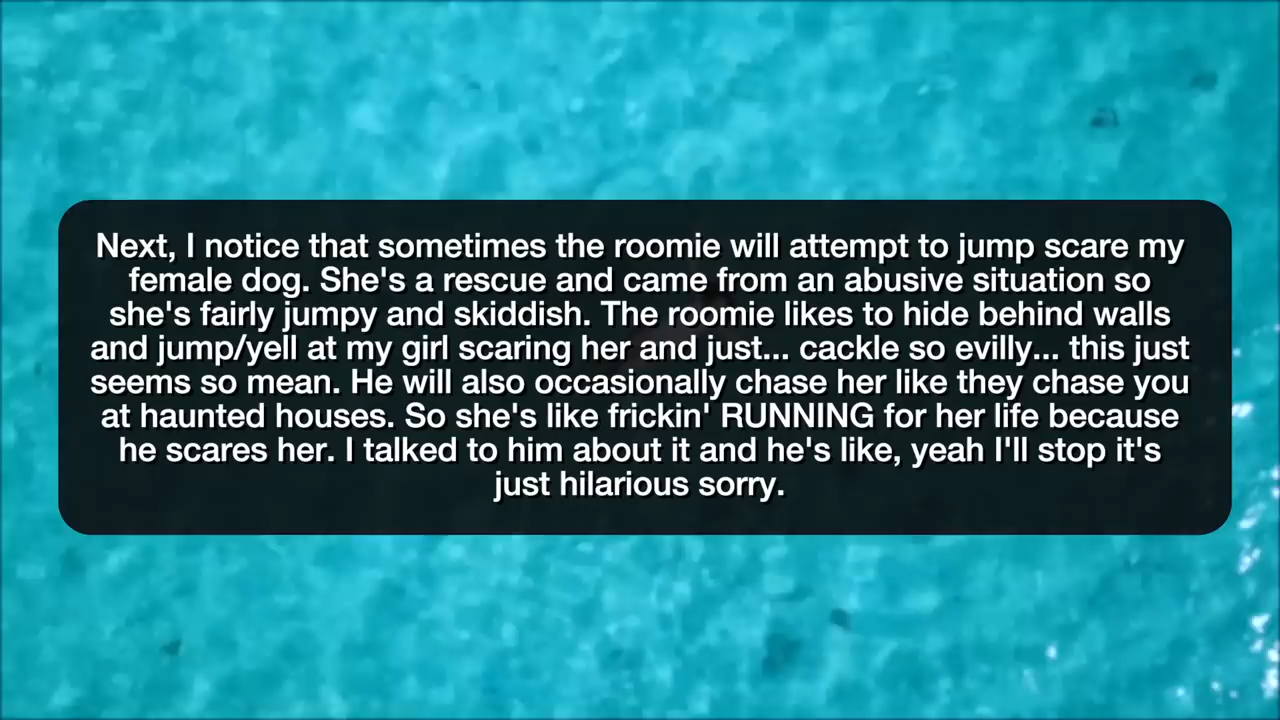 Next, I notice that sometimes the roomie will attempt to jump scare my
female dog. She's a rescue and came from an abusive situation so
she's fairly jumpy and skiddish. The roomie likes to hide behind walls
and jump/yell at my girl scaring her and just... cackle so evilly... this just
seems so mean. He will also occasionally chase her like they chase you
at haunted houses. So she's like frickin' RUNNING for her life because
he scares her. I talked to him about it and he's like, yeah I'll stop it's
just hilarious sorry.